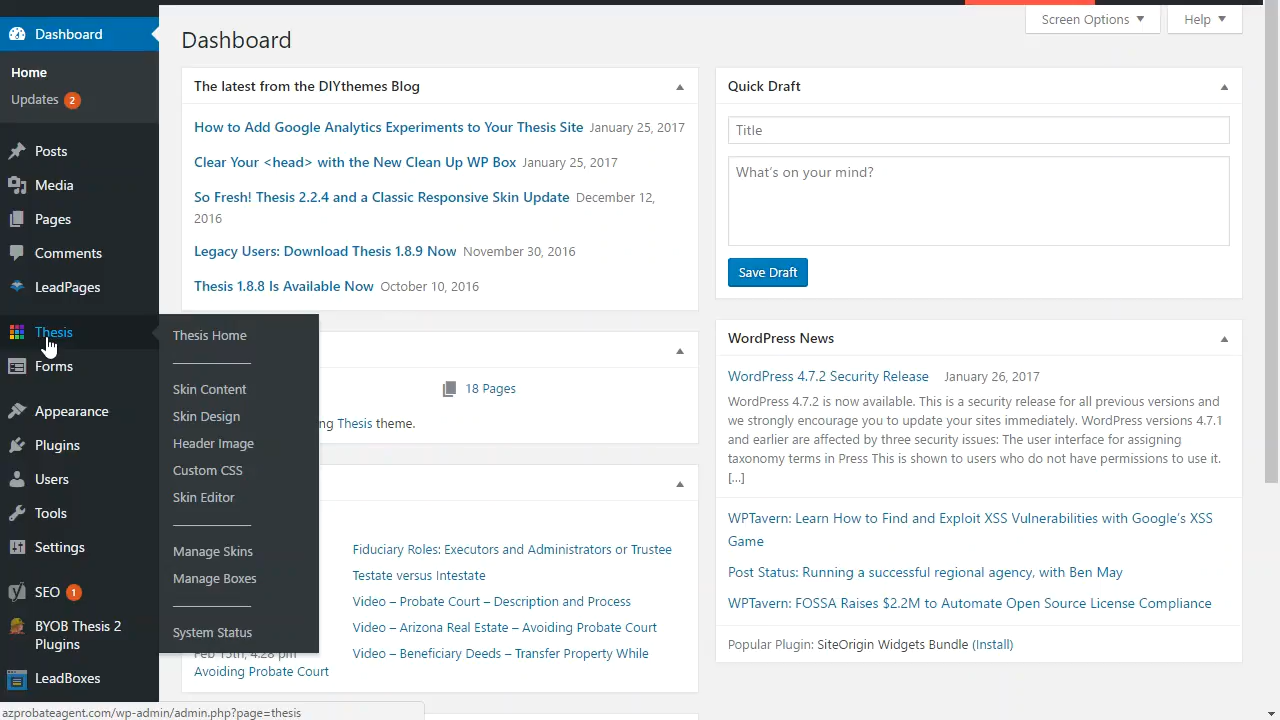 Dashboard
Home
Updates 2
Posts
Media
Pages
Comments
LeadPages
Thesis
Forms
Appearance
Plugins
Users
Tools
Settings
SEO 1
BYOB Thesis 2
Plugins
LeadBoxes
Thesis Home
Skin Content
Skin Design
Header Image
Custom CSS
Skin Editor
Manage Skins
Manage Boxes
System Status
Screen Options
Help
Dashboard
The latest from the DIYthemes Blog
How to Add Google Analytics Experiments to Your Thesis Site January 25, 2017
Clear Your <head> with the New Clean Up WP Box January 25, 2017
So Fresh! Thesis 2.2.4 and a Classic Responsive Skin Update December 12,
2016
Legacy Users: Download Thesis 1.8.9 Now November 30, 2016
Thesis 1.8.8 Is Available Now October 10, 2016
18 Pages
ng Thesis theme.
Fiduciary Roles: Executors and Administrators or Trustee
Testate versus Intestate
Video – Probate Court – Description and Process
Video – Arizona Real Estate – Avoiding Probate Court
Feb 15th, 4:28 pm
Video – Beneficiary Deeds – Transfer Property While
Avoiding Probate Court
Quick Draft
Title
What's on your mind?
Save Draft
WordPress News
WordPress 4.7.2 Security Release January 26, 2017
WordPress 4.7.2 is now available. This is a security release for all previous versions and
we strongly encourage you to update your sites immediately. WordPress versions 4.7.1
and earlier are affected by three security issues: The user interface for assigning
taxonomy terms in Press This is shown to users who do not have permissions to use it.
[...]
WPTavern: Learn How to Find and Exploit XSS Vulnerabilities with Google's XSS
Game
Post Status: Running a successful regional agency, with Ben May
WPTavern: FOSSA Raises $2.2M to Automate Open Source License Compliance
Popular Plugin: SiteOrigin Widgets Bundle (Install)
azprobateagent.com/wp-admin/admin.php?page=thesis